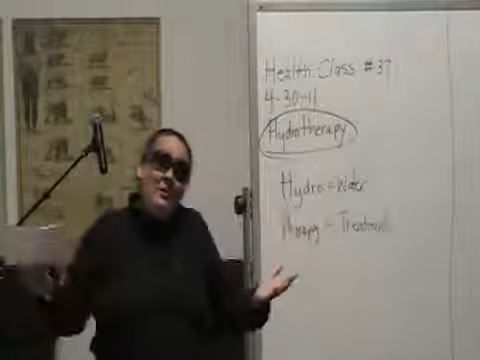 Health Class #37
4-30-11
Hydrotherapy
Hydro = Water
Therapy - Treatment